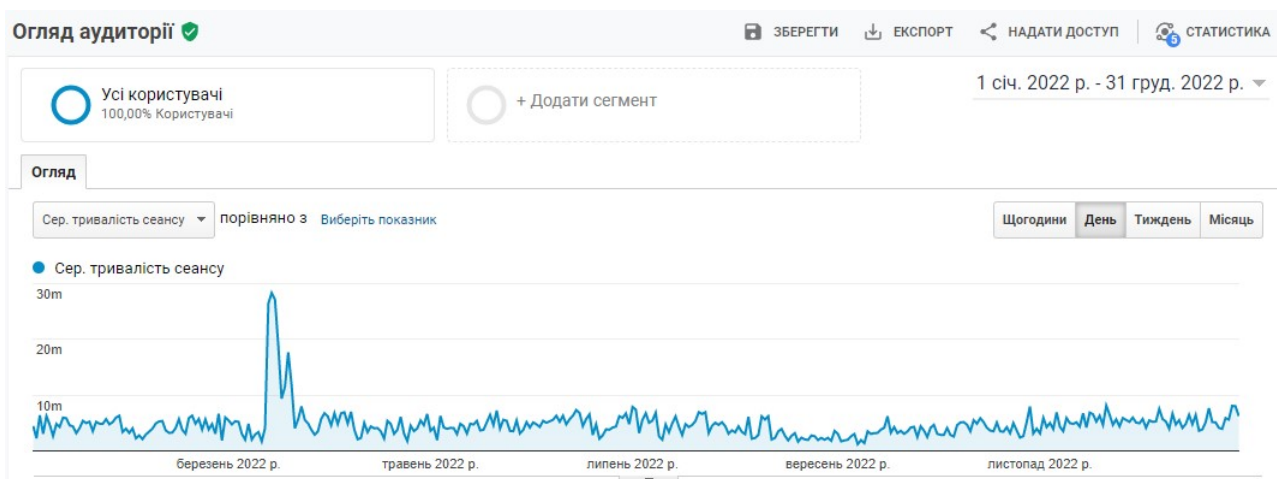 Огляд аудиторії
ЗБЕРЕГТИ ЕКСПОРТ НАДАТИ ДОСТУП 5 СТАТИСТИКА
Усі користувачі
100,00% Користувачі
+ Додати сегмент
1 січ. 2022 р. - 31 груд. 2022 р.
Огляд
Сер. тривалість сеансу порівняно з Виберіть показник
Щогодини День Тиждень Місяць
Сер. тривалість сеансу
30m
20m
10m
березень 2022 р. травень 2022 р. липень 2022 р. вересень 2022 р. листопад 2022 р.